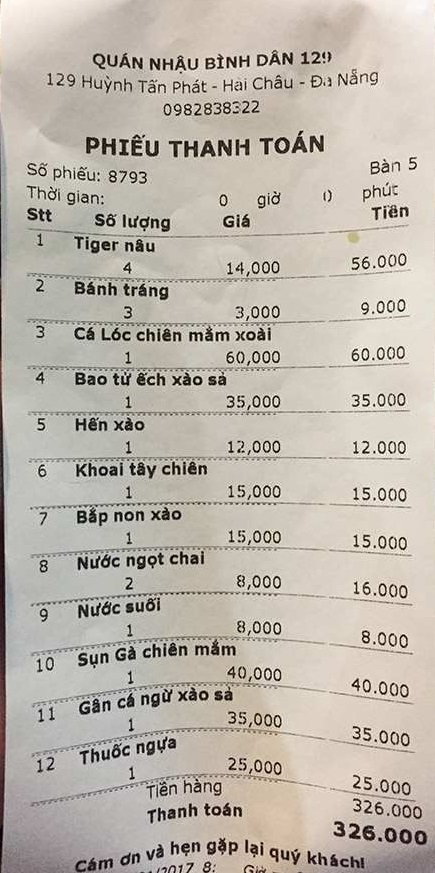 QUÁN NHẬU BÌNH DÂN 129
129 Huỳnh Tấn Phát - Hải Châu - Đà Nẵng
0982838322
PHIẾU THANH TOÁN
Số phiếu: 8793 Bàn 5
Thời gian: 0 giờ 0 phút
Stt Số lượng Giá Tiền
1 Tiger nâu
4 14,000 56.000
2 Bánh tráng
3 3,000 9.000
3 Cá Lóc chiên mắm xoài
1 60,000 60.000
4 Bao tử ếch xào sả
1 35,000 35.000
5 Hến xào
1 12,000 12.000
6 Khoai tây chiên
1 15,000 15.000
7 Bắp non xào
1 15,000 15.000
8 Nước ngọt chai
2 8,000 16.000
9 Nước suối
1 8,000 8.000
10 Sụn Gà chiên mắm
1 40,000 40.000
11 Gân cá ngừ xào sả
1 35,000 35.000
12 Thuốc ngựa
1 25,000 25.000
Tiền hàng 326.000
Thanh toán 326.000
Cám ơn và hẹn gặp lại quý khách!
/2017 8: